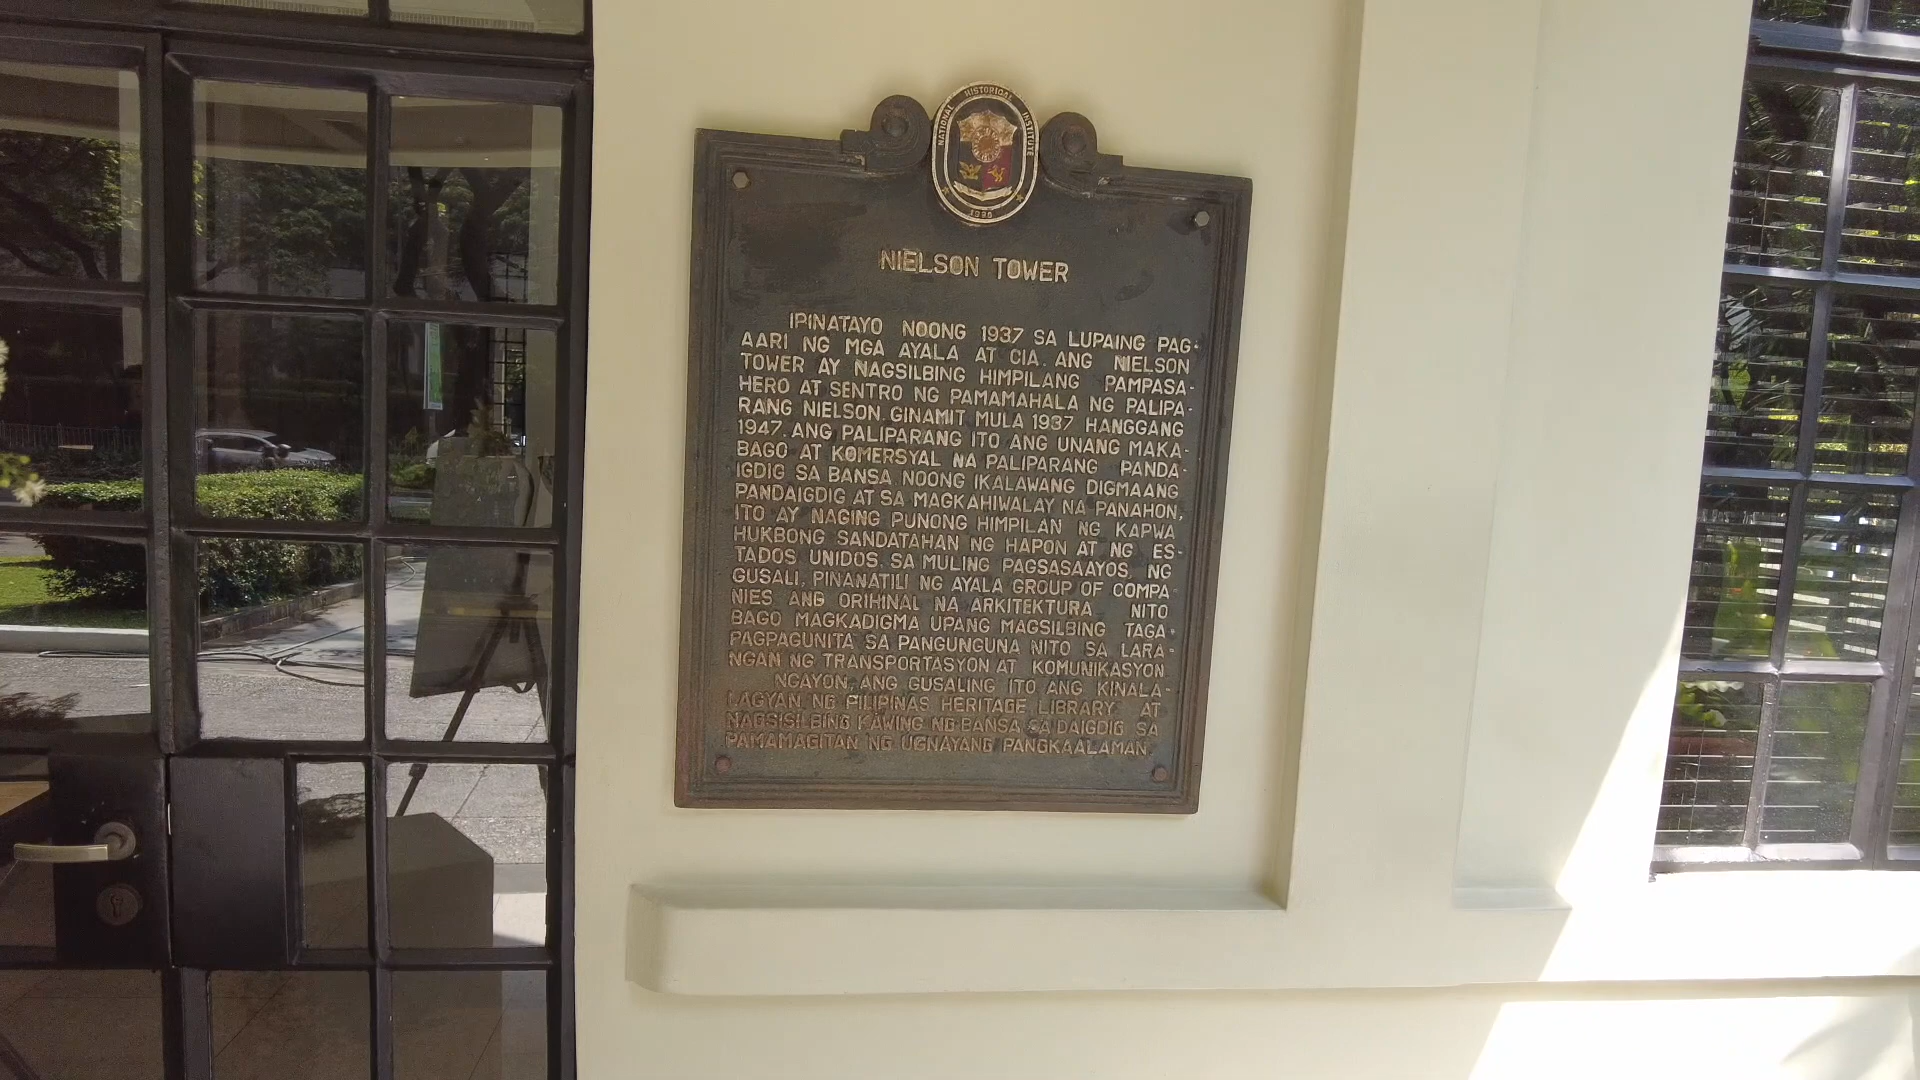 NATIONAL HISTORICAL INSTITUTE
1996
NIELSON TOWER
IPINATAYO NOONG 1937 SA LUPAING PAG-
AARI NG MGA AYALA AT CIA. ANG NIELSON
TOWER AY NAGSILBING HIMPILANG PAMPASA-
HERO AT SENTRO NG PAMAMAHALA NG PALIPA-
RANG NIELSON. GINAMIT MULA 1937 HANGGANG
1947, ANG PALIPARANG ITO ANG UNANG MAKA-
BAGO AT KOMERSYAL NA PALIPARANG PANDA-
IGDIG SA BANSA NOONG IKALAWANG DIGMAANG
PANDAIGDIG AT SA MAGKAHIWALAY NA PANAHON,
ITO AY NAGING PUNONG HIMPILAN NG KAPWA
HUKBONG SANDATAHAN NG HAPON AT NG ES-
TADOS UNIDOS. SA MULING PAGSASAAYOS NG
GUSALI, PINANATILI NG AYALA GROUP OF COMPA-
NIES ANG ORIHINAL NA ARKITEKTURA NITO
BAGO MAGKADIGMA UPANG MAGSILBING TAGA-
PAGPAGUNITA SA PANGUNGUNA NITO SA LARA-
NGAN NG TRANSPORTASYON AT KOMUNIKASYON
NGAYON, ANG GUSALING ITO ANG KINALA-
LAGYAN NG PILIPINAS HERITAGE LIBRARY AT
NAGSISILBING KAWING NG BANSA SA DAIGDIG SA
PAMAMAGITAN NG UGNAYANG PANGKAALAMAN.